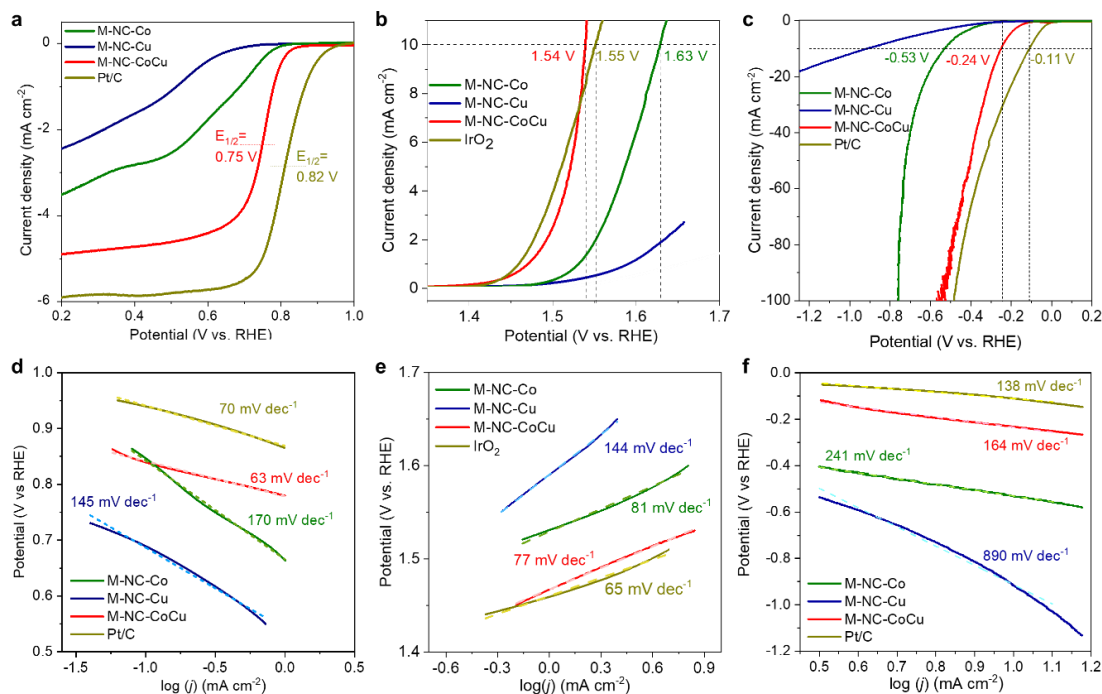 a
M-NC-Co
M-NC-Cu
M-NC-CoCu
Pt/C
E1/2=
0.75 V
E1/2=
0.82 V
0
-2
-4
-6
Current density (mA cm-2)
0.2 0.4 0.6 0.8 1.0
Potential (V vs. RHE)
b
1.54 V
1.55 V
1.63 V
M-NC-Co
M-NC-Cu
M-NC-CoCu
IrO2
10
8
6
4
2
0
Current density (mA cm-2)
1.4 1.5 1.6 1.7
Potential (V vs. RHE)
c
-0.53 V
-0.24 V
-0.11 V
M-NC-Co
M-NC-Cu
M-NC-CoCu
Pt/C
0
-20
-40
-60
-80
-100
Current density (mA cm-2)
-1.2 -0.9 -0.6 -0.3 0.0 0.2
Potential (V vs. RHE)
d
70 mV dec-1
63 mV dec-1
145 mV dec-1
170 mV dec-1
M-NC-Co
M-NC-Cu
M-NC-CoCu
Pt/C
1.0
0.9
0.8
0.7
0.6
0.5
Potential (V vs RHE)
-1.5 -1.0 -0.5 0.0 0.5
log (j) (mA cm-2)
e
M-NC-Co
M-NC-Cu
M-NC-CoCu
IrO2
144 mV dec-1
81 mV dec-1
77 mV dec-1
65 mV dec-1
1.7
1.6
1.5
1.4
Potential (V vs RHE)
-0.6 -0.3 0.0 0.3 0.6 0.9
log(j) (mA cm-2)
f
138 mV dec-1
164 mV dec-1
241 mV dec-1
890 mV dec-1
M-NC-Co
M-NC-Cu
M-NC-CoCu
Pt/C
0.0
-0.2
-0.4
-0.6
-0.8
-1.0
-1.2
Potential (V vs RHE)
0.5 0.6 0.7 0.8 0.9 1.0 1.1 1.2
log (j) (mA cm-2)